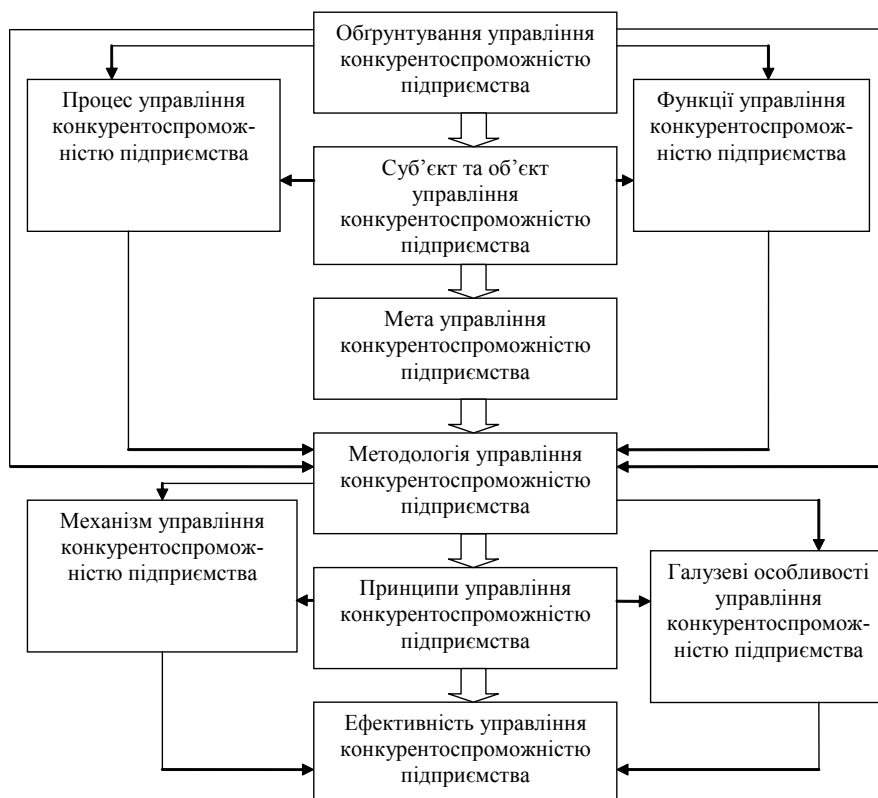 Обґрунтування управління
конкурентоспроможністю
підприємства
Процес управління
конкурентоспромож-
ністю підприємства
Функції управління
конкурентоспромож-
ністю підприємства
Суб’єкт та об’єкт
управління
конкурентоспроможністю
підприємства
Мета управління
конкурентоспроможністю
підприємства
Методологія управління
конкурентоспроможністю
підприємства
Механізм управління
конкурентоспромож-
ністю підприємства
Галузеві особливості
управління
конкурентоспромож-
ністю підприємства
Принципи управління
конкурентоспроможністю
підприємства
Ефективність управління
конкурентоспроможністю
підприємства